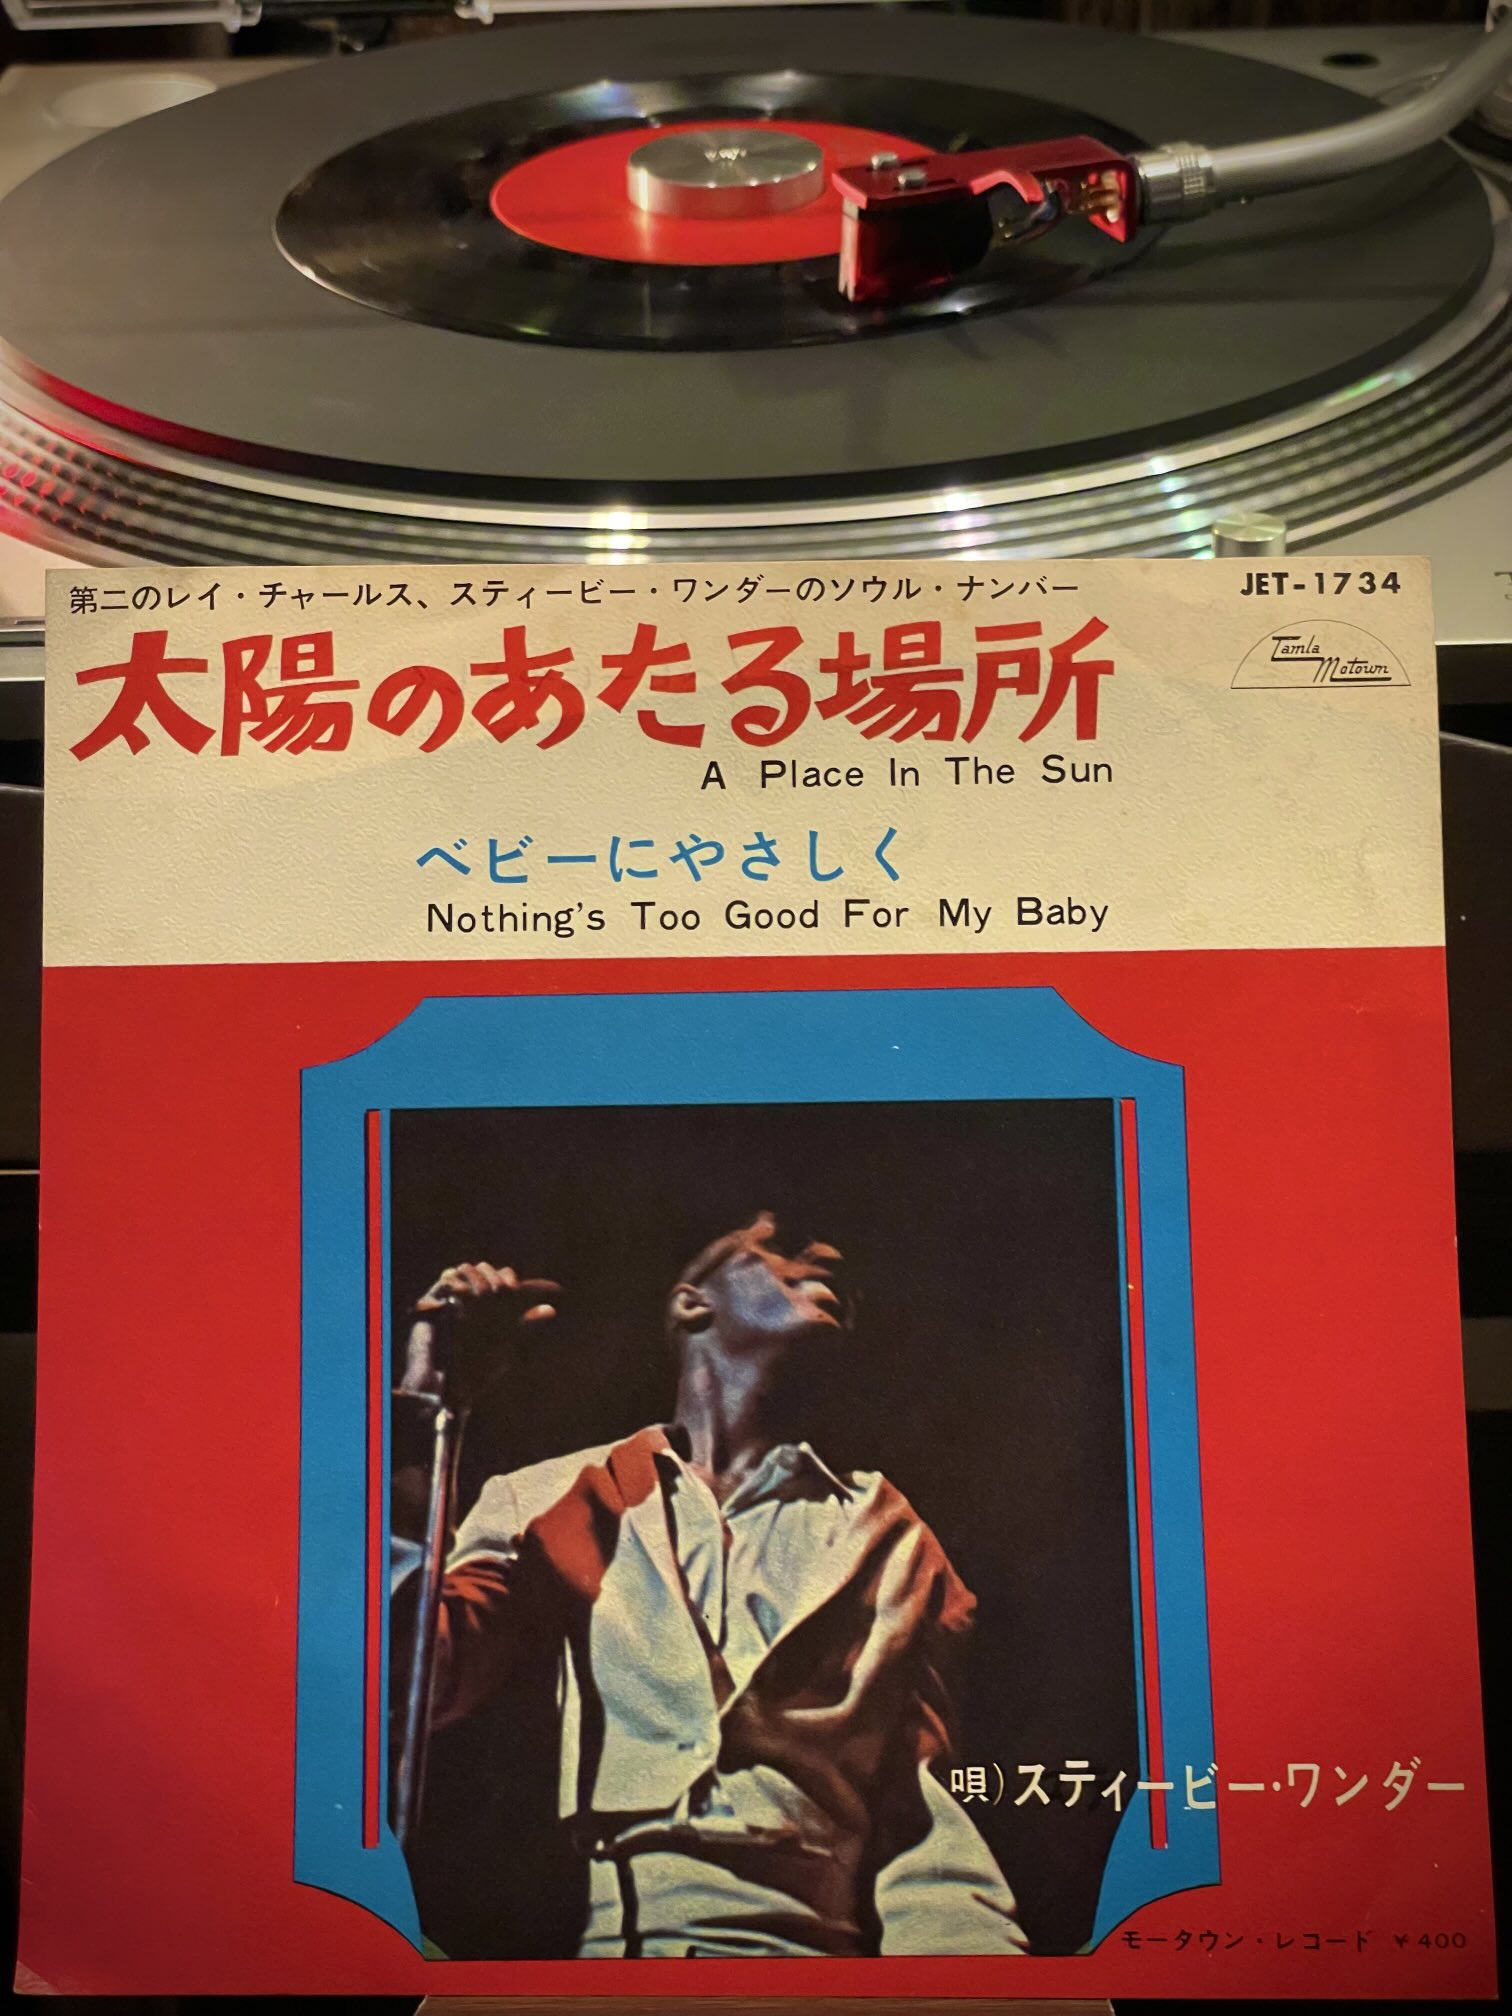 第二のレイ・チャールス、スティービー・ワンダーのソウル・ナンバー
JET-1734
太陽のあたる場所
Tamla
Motown
A Place In The Sun
ベビーにやさしく
Nothing's Too Good For My Baby
唄)スティービー・ワンダー
モータウン・レコード ¥400